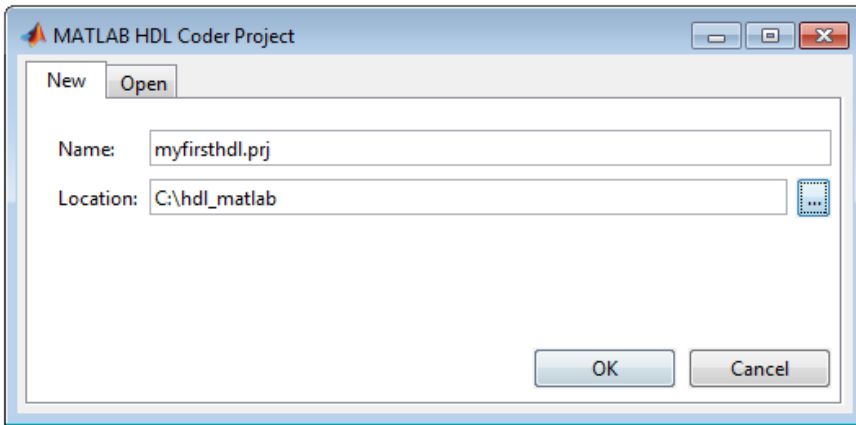 MATLAB HDL Coder Project
New Open
Name: myfirsthdl.prj
Location: C:\hdl_matlab ...
OK Cancel